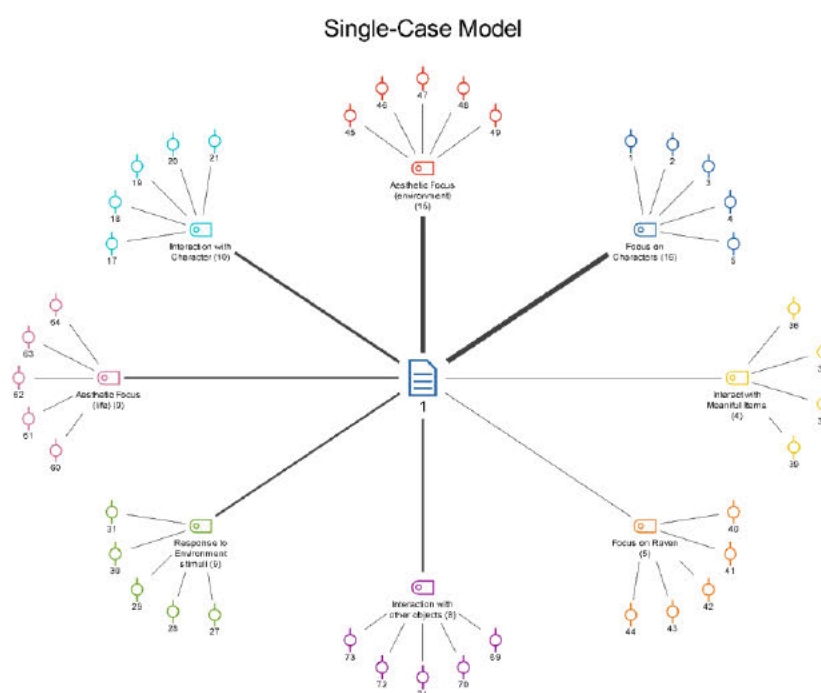 Single-Case Model
47
46
48
45
49
Aesthetic Focus
(environment)
(15)
20
21
19
18
17
Interaction with
Character (10)
1
2
3
4
5
Focus on
Characters (16)
64
63
62
61
60
Aesthetic Focus
(life) (9)
1
36
39
Interact with
Meaniful Items
(4)
31
30
29
28
27
Response to
Environment
stimuli (9)
40
41
42
43
44
Focus on Raven
(5)
Interaction with
other objects (8)
73
72
70
69